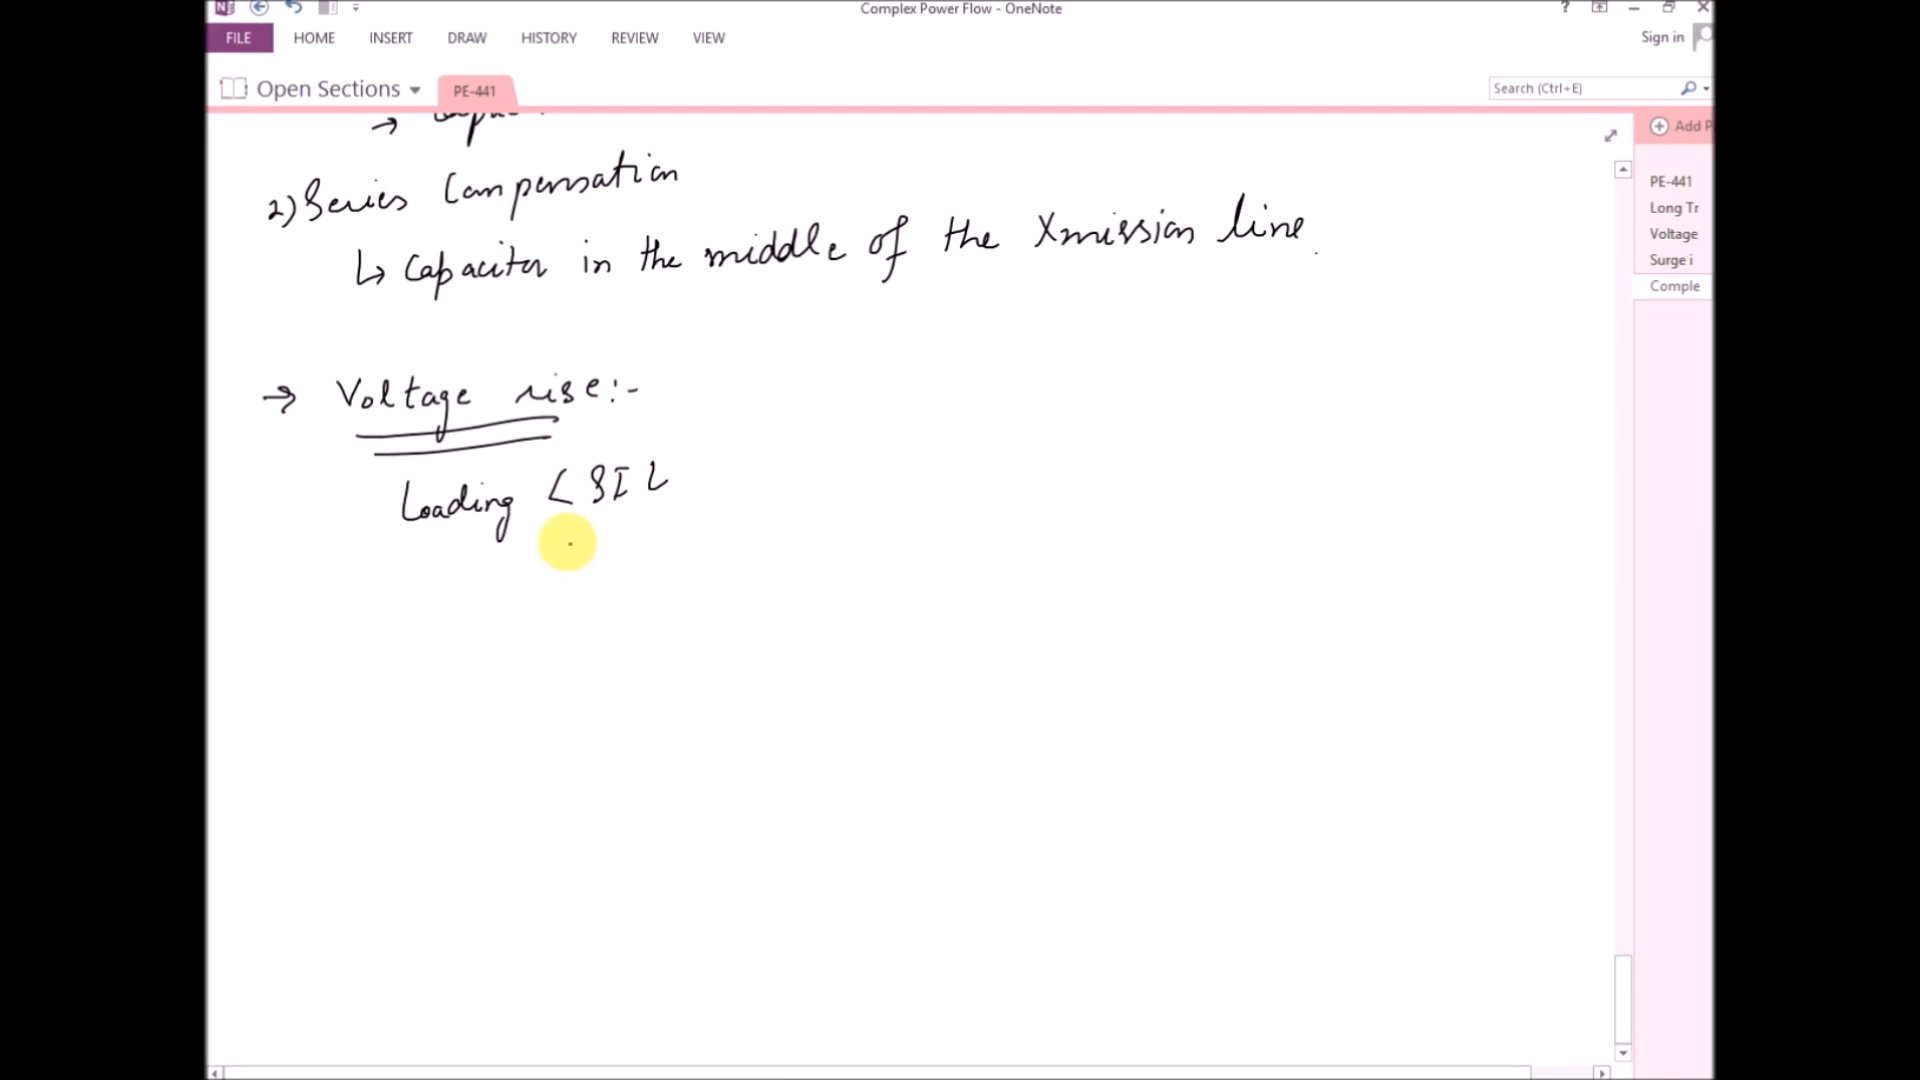 Complex Power Flow - OneNote
?
FILE HOME INSERT DRAW HISTORY REVIEW VIEW
Sign in
Open Sections PE-441
Search (Ctrl+E)
Add P
PE-441
Long Tr
Voltage
Surge i
Comple
→
2) Series Compensation
↳ Capacitor in the middle of the Xmission line.
→ Voltage rise:-
Loading < SIL